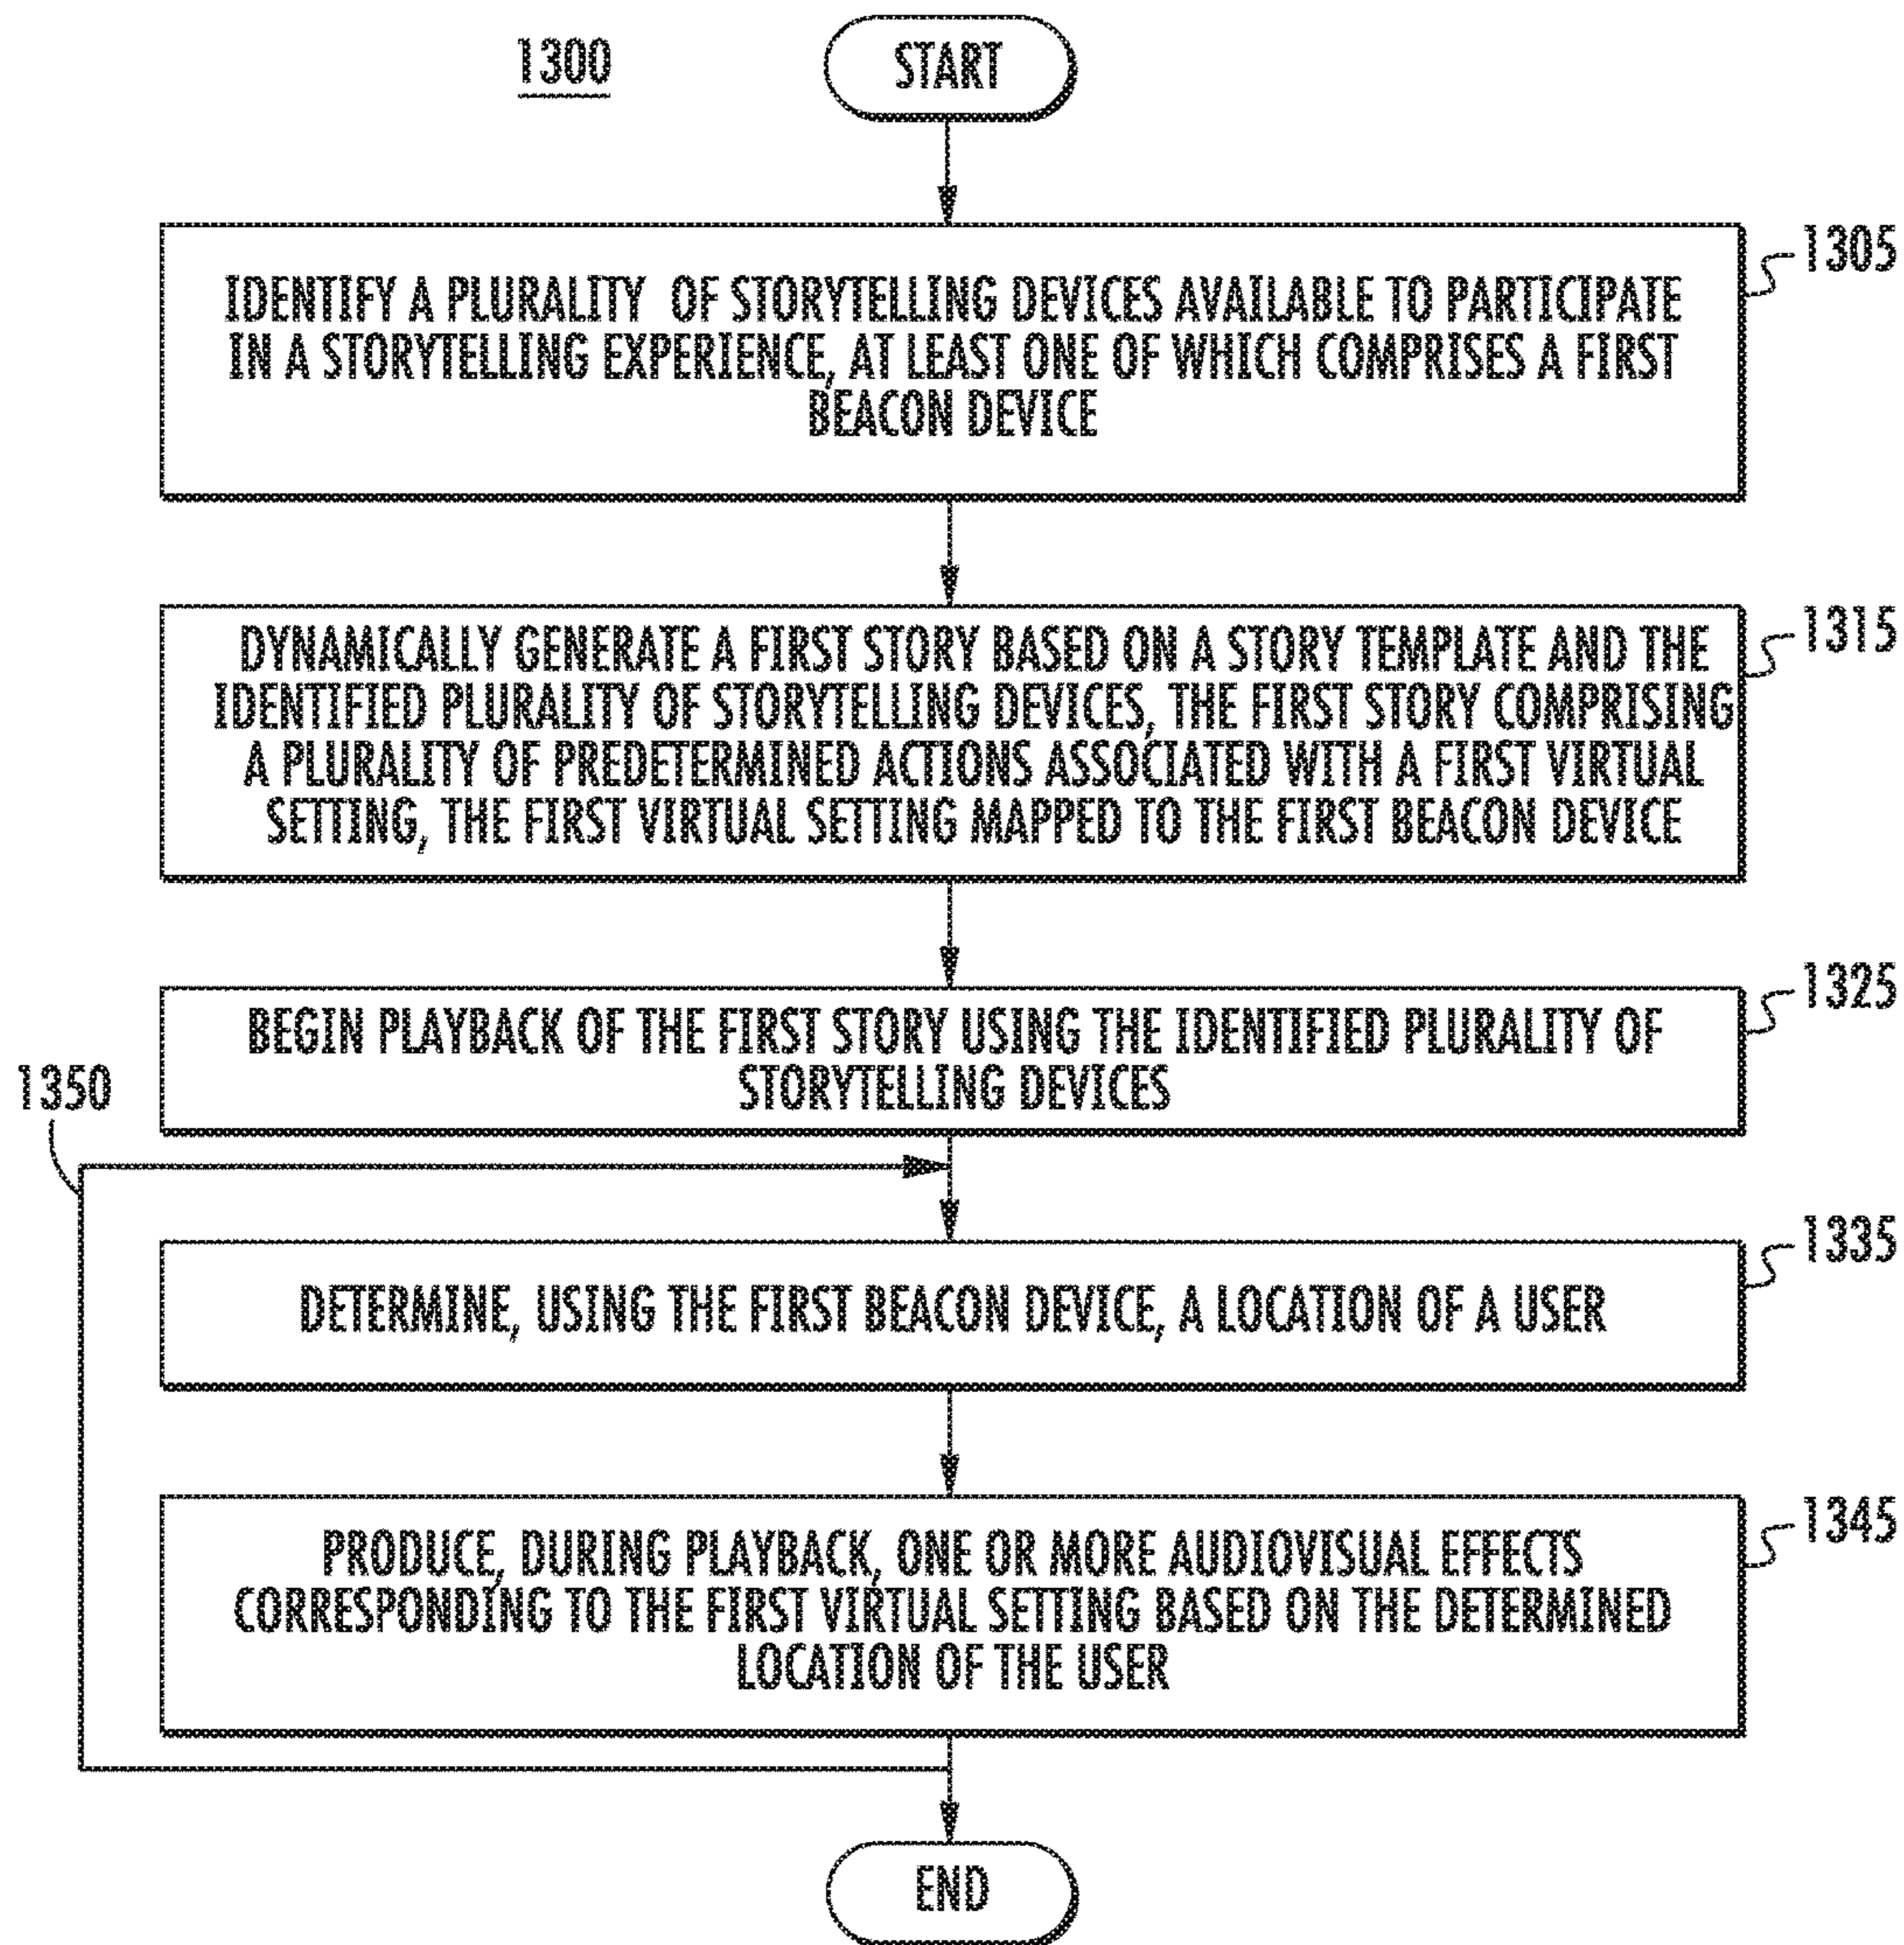 1300
START
1305
IDENTIFY A PLURALITY OF STORYTELLING DEVICES AVAILABLE TO PARTICIPATE
IN A STORYTELLING EXPERIENCE, AT LEAST ONE OF WHICH COMPRISES A FIRST
BEACON DEVICE
1315
DYNAMICALLY GENERATE A FIRST STORY BASED ON A STORY TEMPLATE AND THE
IDENTIFIED PLURALITY OF STORYTELLING DEVICES, THE FIRST STORY COMPRISING
A PLURALITY OF PREDETERMINED ACTIONS ASSOCIATED WITH A FIRST VIRTUAL
SETTING, THE FIRST VIRTUAL SETTING MAPPED TO THE FIRST BEACON DEVICE
1325
BEGIN PLAYBACK OF THE FIRST STORY USING THE IDENTIFIED PLURALITY OF
STORYTELLING DEVICES
1350
1335
DETERMINE, USING THE FIRST BEACON DEVICE, A LOCATION OF A USER
1345
PRODUCE, DURING PLAYBACK, ONE OR MORE AUDIOVISUAL EFFECTS
CORRESPONDING TO THE FIRST VIRTUAL SETTING BASED ON THE DETERMINED
LOCATION OF THE USER
END